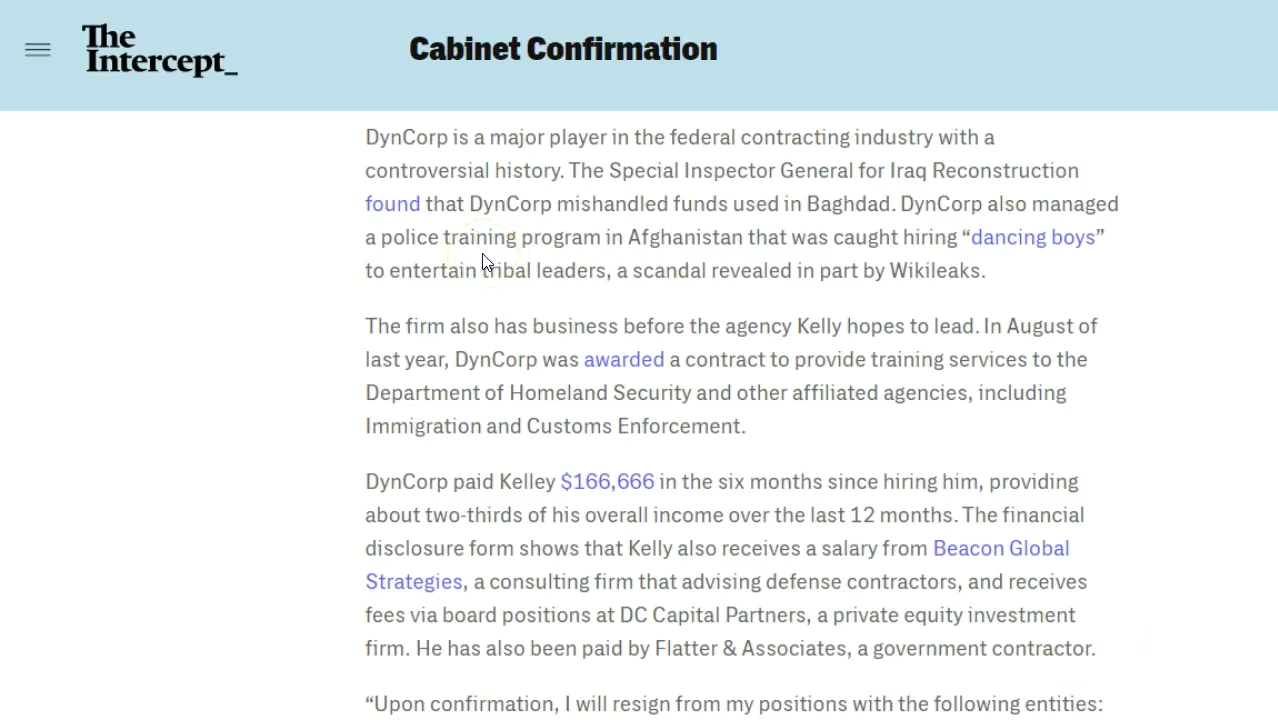 The
Intercept_
Cabinet Confirmation
DynCorp is a major player in the federal contracting industry with a
controversial history. The Special Inspector General for Iraq Reconstruction
found that DynCorp mishandled funds used in Baghdad. DynCorp also managed
a police training program in Afghanistan that was caught hiring “dancing boys”
to entertain tribal leaders, a scandal revealed in part by Wikileaks.
The firm also has business before the agency Kelly hopes to lead. In August of
last year, DynCorp was awarded a contract to provide training services to the
Department of Homeland Security and other affiliated agencies, including
Immigration and Customs Enforcement.
DynCorp paid Kelley $166,666 in the six months since hiring him, providing
about two-thirds of his overall income over the last 12 months. The financial
disclosure form shows that Kelly also receives a salary from Beacon Global
Strategies, a consulting firm that advising defense contractors, and receives
fees via board positions at DC Capital Partners, a private equity investment
firm. He has also been paid by Flatter & Associates, a government contractor.
“Upon confirmation, I will resign from my positions with the following entities: